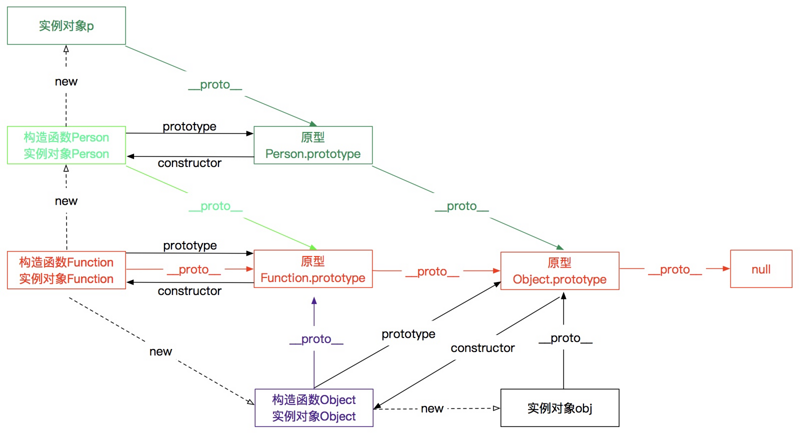 实例对象p
new
__proto__
构造函数Person
实例对象Person
prototype
constructor
原型
Person.prototype
new
__proto__
__proto__
构造函数Function
实例对象Function
prototype
__proto__
constructor
原型
Function.prototype
__proto__
原型
Object.prototype
__proto__
null
new
__proto__
prototype
constructor
__proto__
构造函数Object
实例对象Object
new
实例对象obj